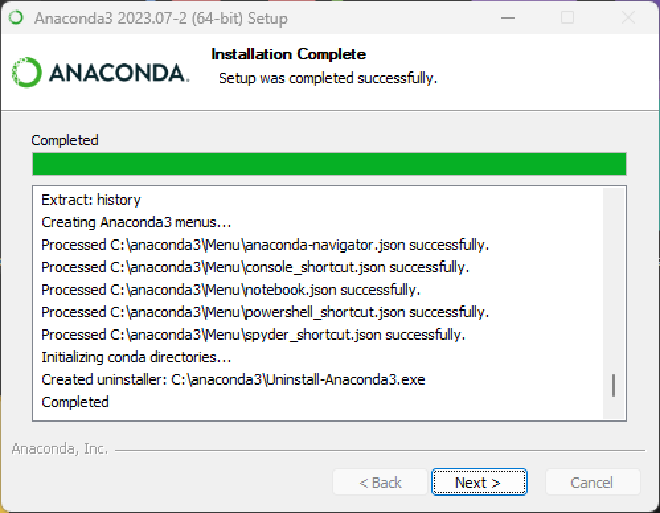 Anaconda3 2023.07-2 (64-bit) Setup
ANACONDA.
Installation Complete
Setup was completed successfully.
Completed
Extract: history
Creating Anaconda3 menus...
Processed C:\anaconda3\Menu\anaconda-navigator.json successfully.
Processed C:\anaconda3\Menu\console_shortcut.json successfully.
Processed C:\anaconda3\Menu\notebook.json successfully.
Processed C:\anaconda3\Menu\powershell_shortcut.json successfully.
Processed C:\anaconda3\Menu\spyder_shortcut.json successfully.
Initializing conda directories...
Created uninstaller: C:\anaconda3\Uninstall-Anaconda3.exe
Completed
Anaconda, Inc.
< Back
Next >
Cancel